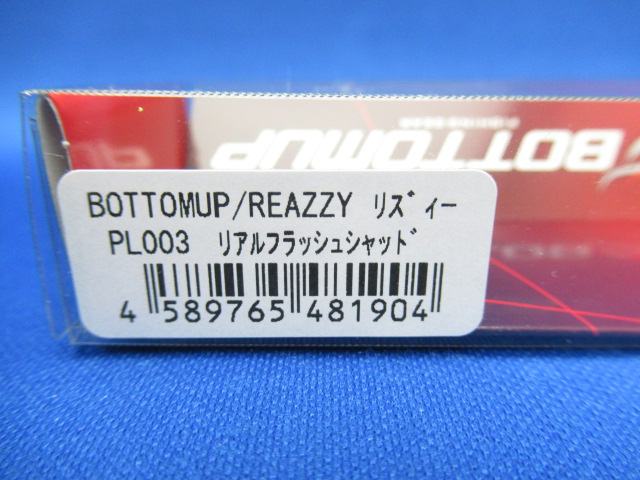 BOTTOMUP
BOTTOMUP/REAZZY ﾘｽﾞｨｰ
PL003 ﾘｱﾙﾌﾗｯｼｭｼｬｯﾄﾞ
4 589765 481904